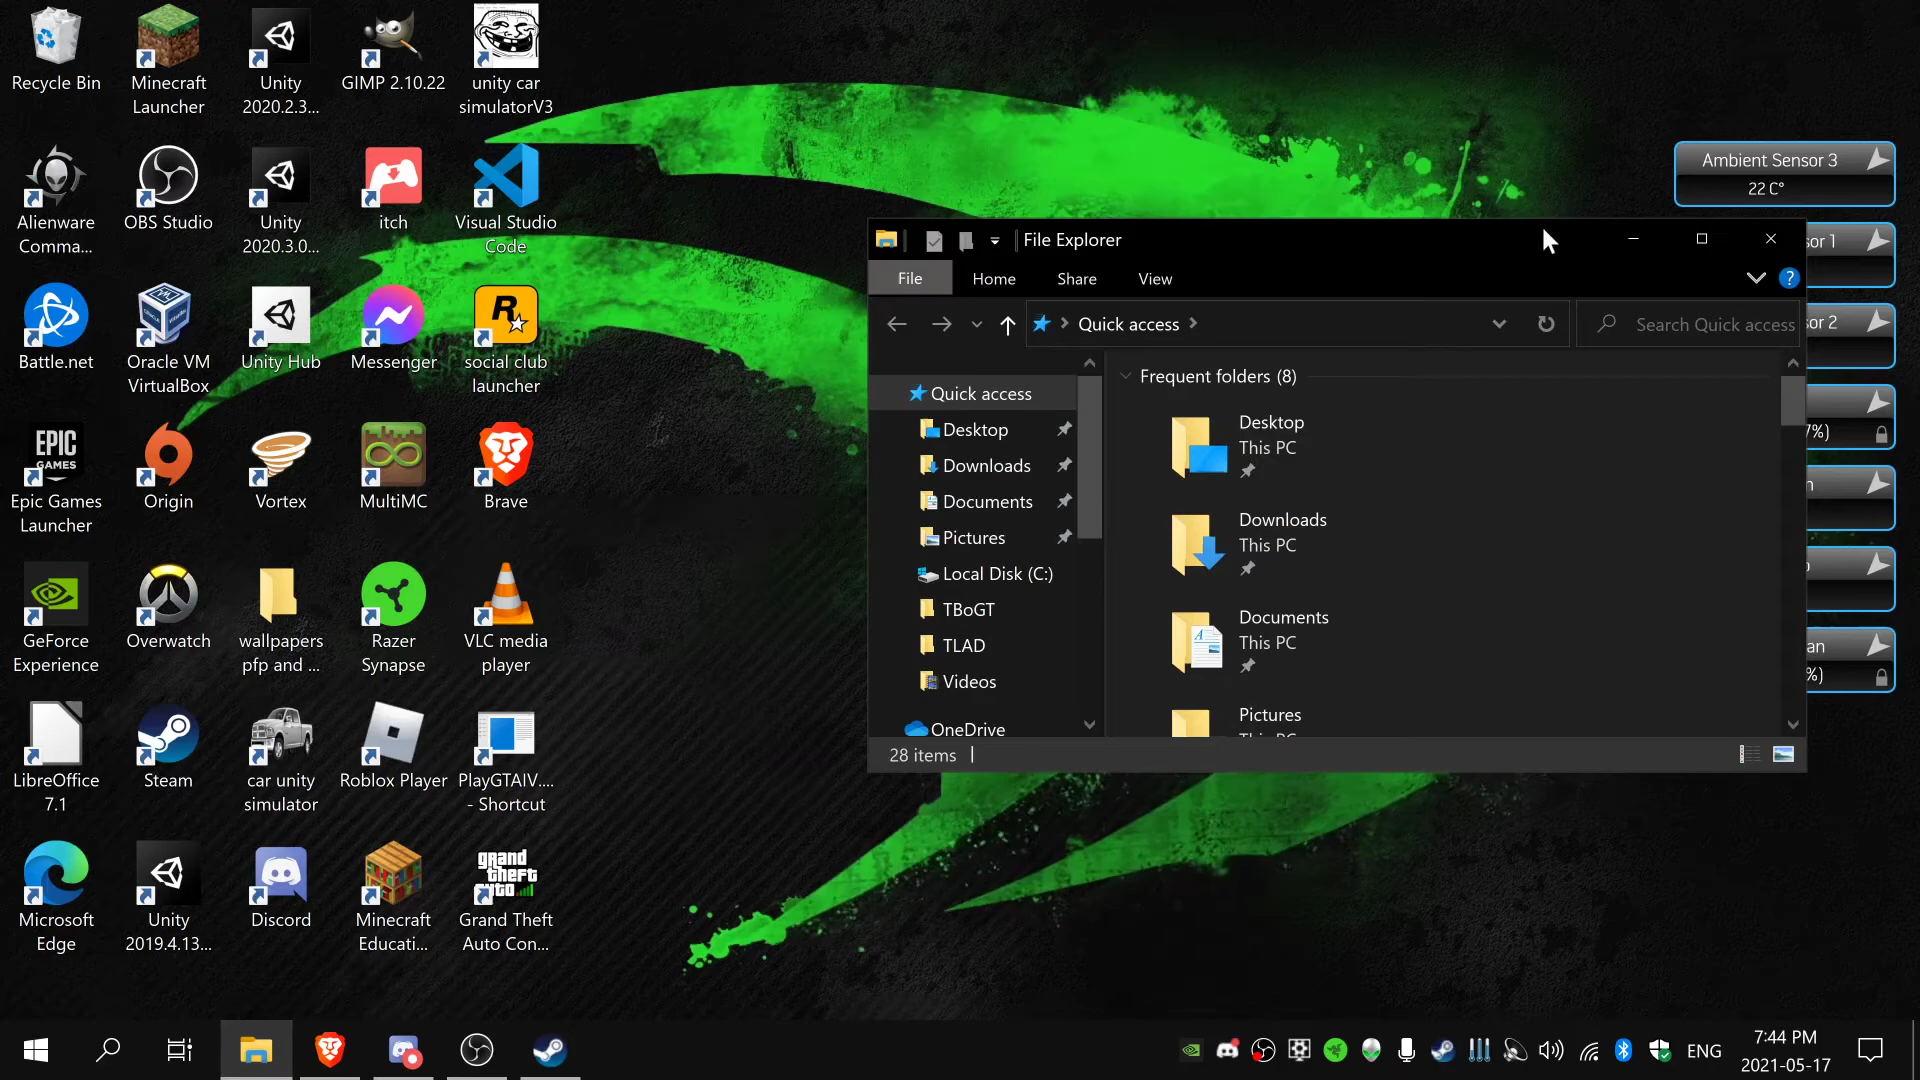 Recycle Bin
Minecraft
Launcher
Unity
2020.2.3...
GIMP 2.10.22
unity car
simulatorV3
Alienware
Comma...
OBS Studio
Unity
2020.3.0...
itch
Visual Studio
Code
Battle.net
Oracle VM
VirtualBox
Unity Hub
Messenger
R
social club
launcher
EPIC
GAMES
Epic Games
Launcher
Origin
Vortex
MultiMC
Brave
GeForce
Experience
Overwatch
wallpapers
pfp and ...
Razer
Synapse
VLC media
player
LibreOffice
7.1
Steam
car unity
simulator
Roblox Player
PlayGTAIV....
- Shortcut
Microsoft
Edge
Unity
2019.4.13...
Discord
Minecraft
Educati...
grand
theft
auto
Grand Theft
Auto Con...
Ambient Sensor 3
22 C°
sor 1
sor 2
7%)
n
an
%)
File Explorer
File
Home
Share
View
?
Quick access
Search Quick access
Quick access
Desktop
Downloads
Documents
Pictures
Local Disk (C:)
TBoGT
TLAD
Videos
OneDrive
Frequent folders (8)
Desktop
This PC
Downloads
This PC
Documents
This PC
Pictures
This PC
28 items
ENG
7:44 PM
2021-05-17